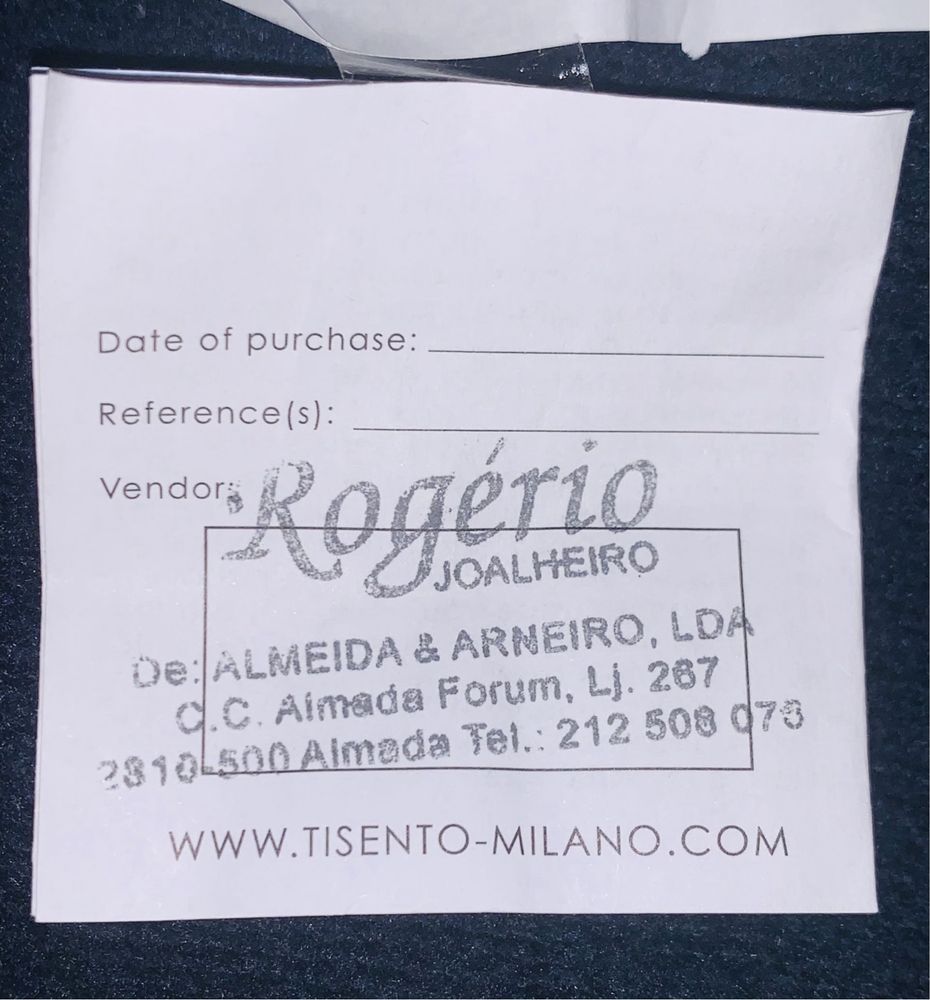 Date of purchase:
Reference(s):
Vendor:
Rogério
JOALHEIRO
De: ALMEIDA & ARNEIRO, LDA
C.C. Almada Forum, Lj. 267
2810-500 Almada Tel.: 212 508 076
WWW.TISENTO-MILANO.COM